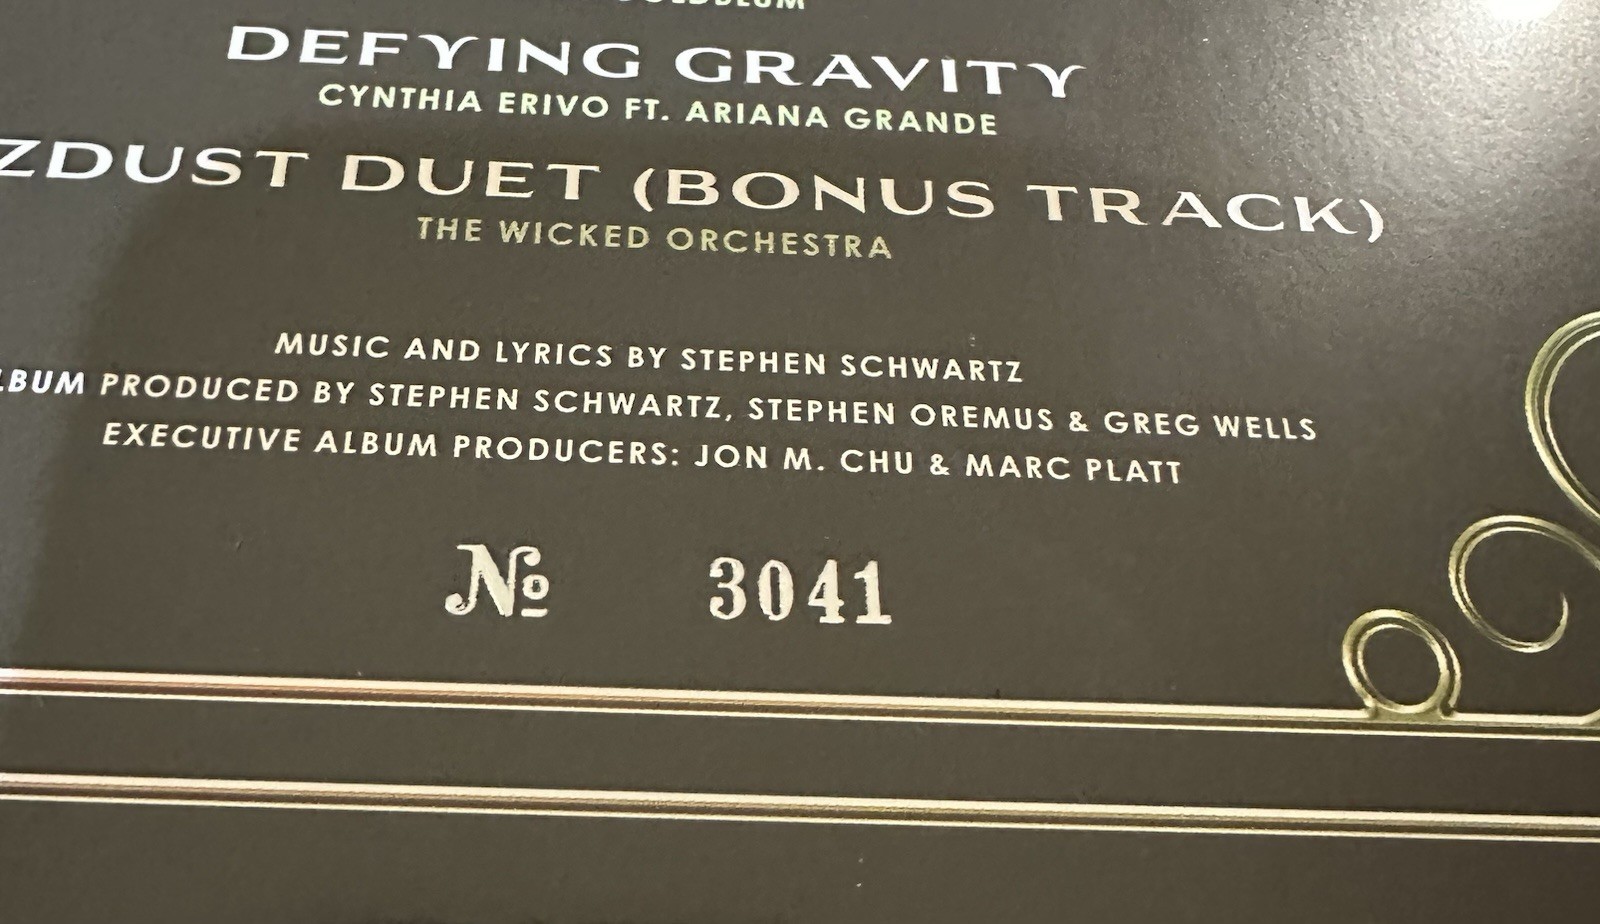 DEFYING GRAVITY
CYNTHIA ERIVO FT. ARIANA GRANDE
ZDUST DUET (BONUS TRACK)
THE WICKED ORCHESTRA
MUSIC AND LYRICS BY STEPHEN SCHWARTZ
LBUM PRODUCED BY STEPHEN SCHWARTZ, STEPHEN OREMUS & GREG WELLS
EXECUTIVE ALBUM PRODUCERS: JON M. CHU & MARC PLATT
№ 3041